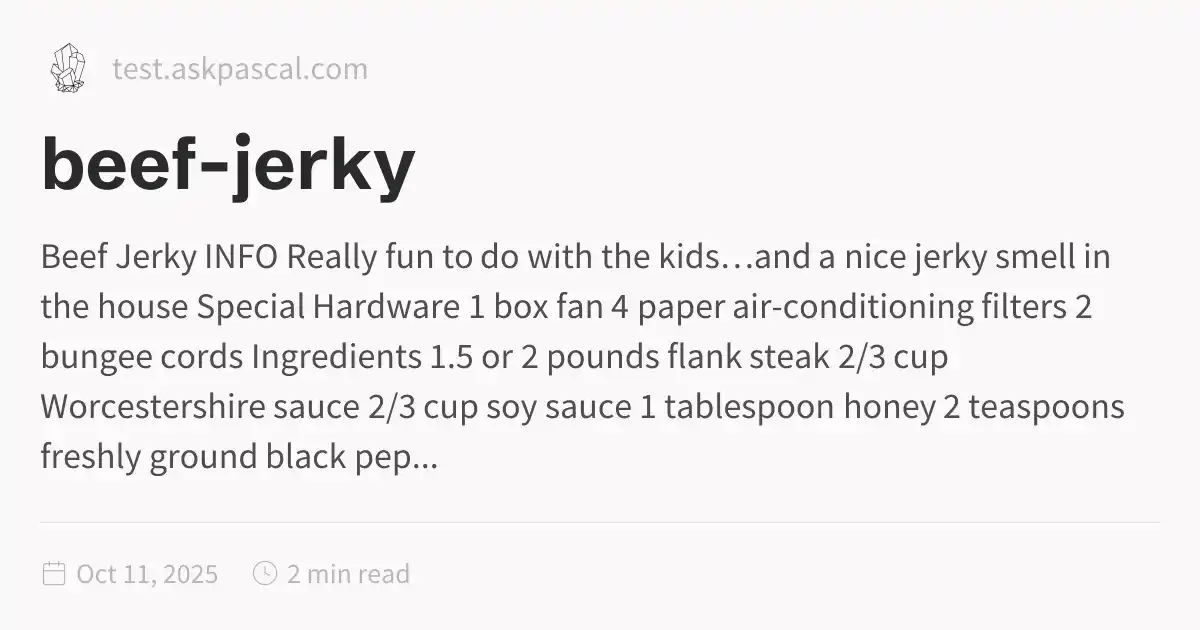 test.askpascal.com
beef-jerky
Beef Jerky INFO Really fun to do with the kids…and a nice jerky smell in
the house Special Hardware 1 box fan 4 paper air-conditioning filters 2
bungee cords Ingredients 1.5 or 2 pounds flank steak 2/3 cup
Worcestershire sauce 2/3 cup soy sauce 1 tablespoon honey 2 teaspoons
freshly ground black pep...
Oct 11, 2025 2 min read